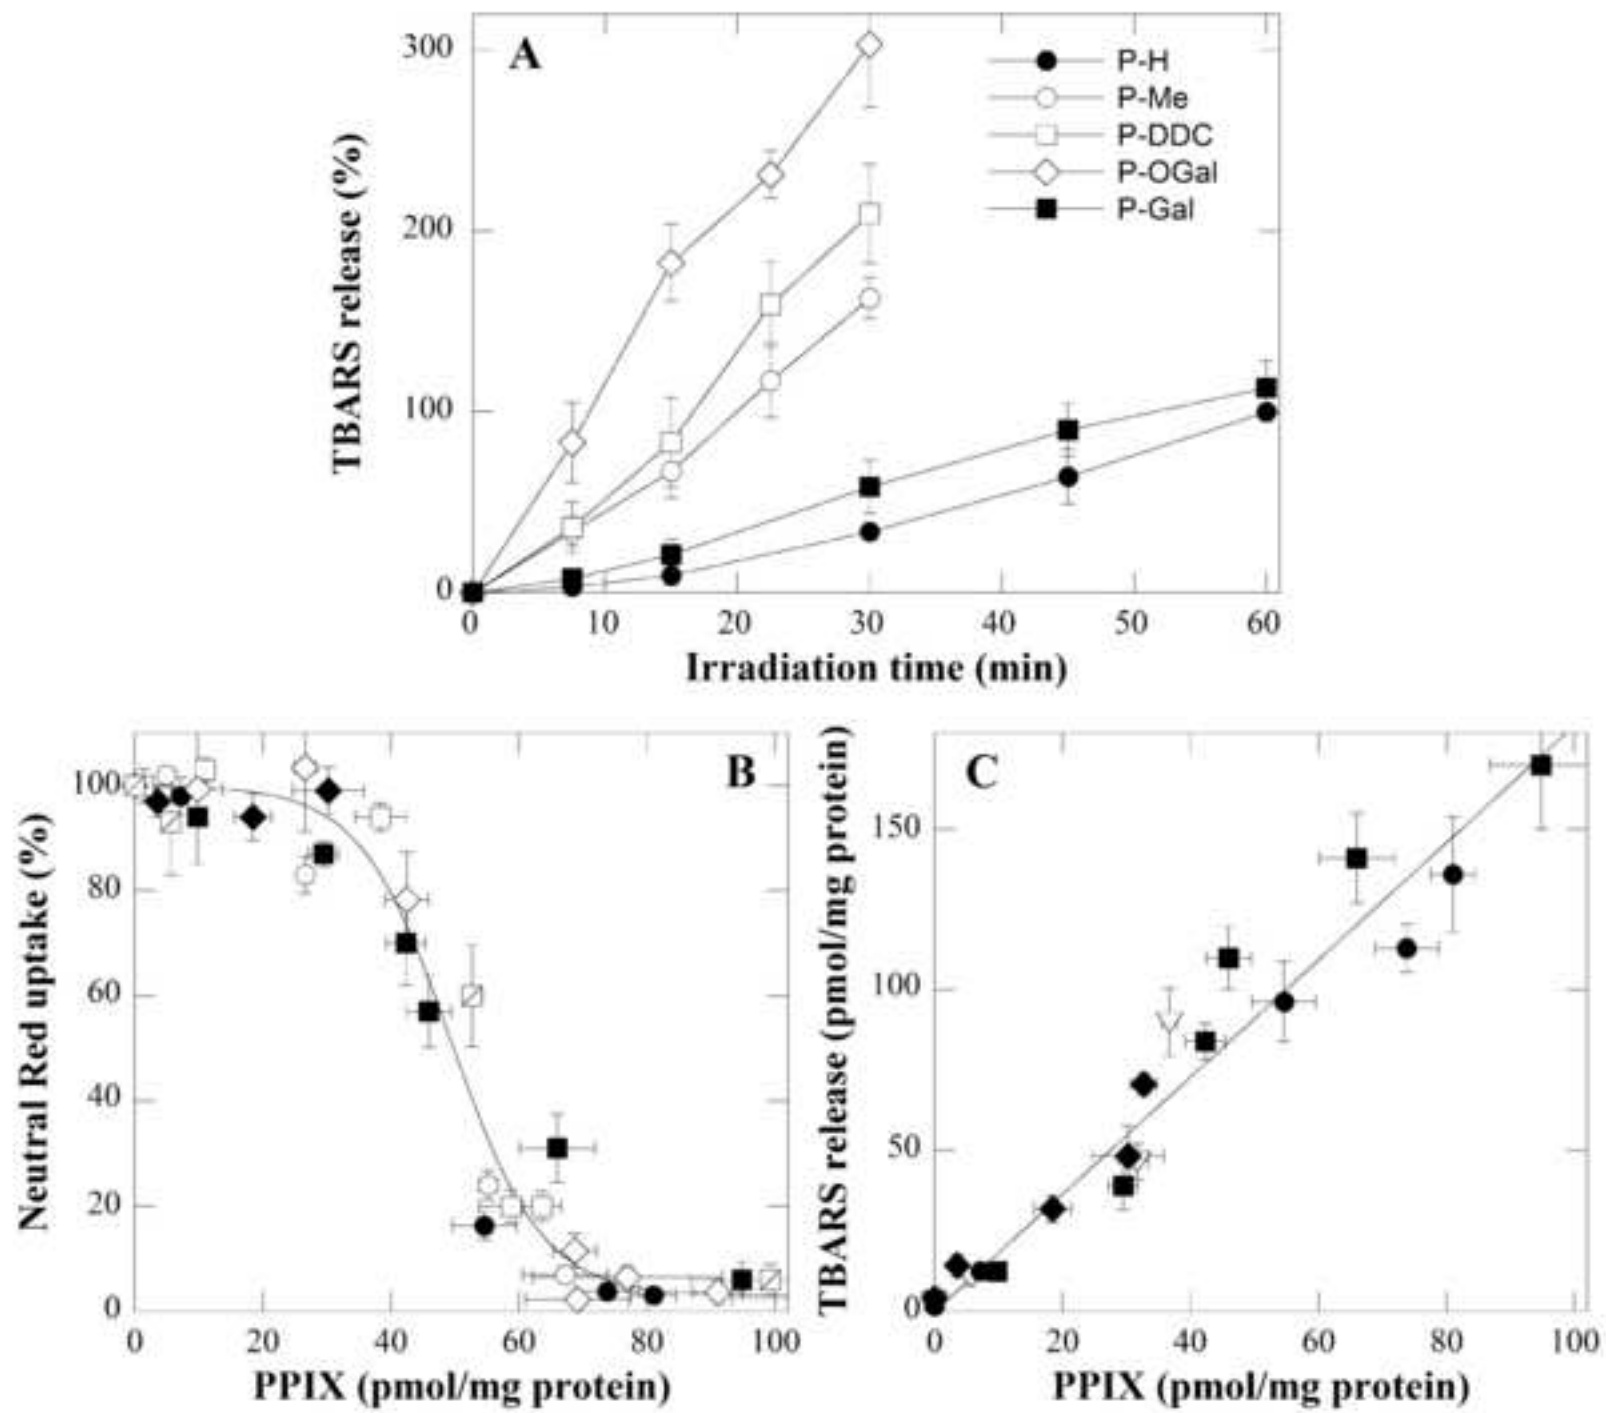 A
300
200
100
0
TBARS release (%)
P-H
P-Me
P-DDC
P-OGal
P-Gal
0 10 20 30 40 50 60
Irradiation time (min)
B
100
80
60
40
20
0
Neutral Red uptake (%)
0 20 40 60 80 100
PPIX (pmol/mg protein)
C
150
100
50
0
TBARS release (pmol/mg protein)
0 20 40 60 80 100
PPIX (pmol/mg protein)